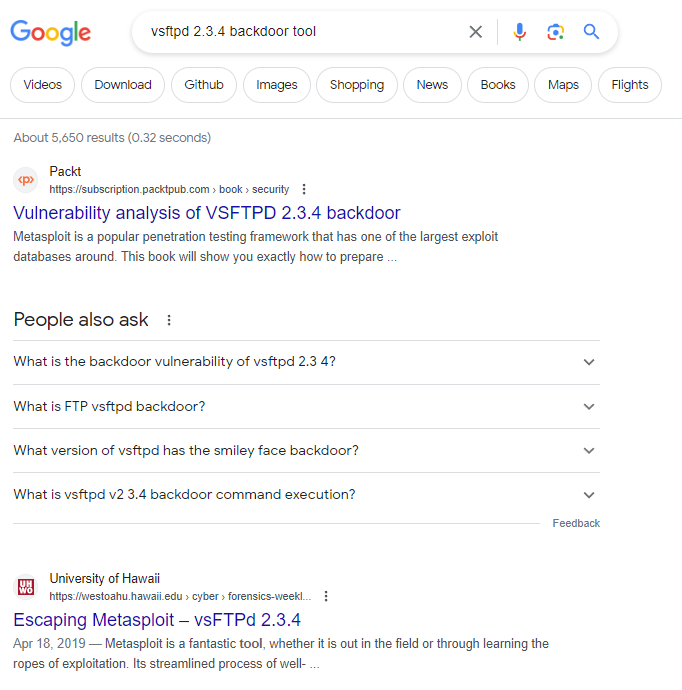 Google
vsftpd 2.3.4 backdoor tool
Videos Download Github Images Shopping News Books Maps Flights
About 5,650 results (0.32 seconds)
<p>
Packt
https://subscription.packtpub.com › book › security
Vulnerability analysis of VSFTPD 2.3.4 backdoor
Metasploit is a popular penetration testing framework that has one of the largest exploit
databases around. This book will show you exactly how to prepare ...
People also ask
What is the backdoor vulnerability of vsftpd 2.3 4?
What is FTP vsftpd backdoor?
What version of vsftpd has the smiley face backdoor?
What is vsftpd v2 3.4 backdoor command execution?
Feedback
UH
WO
University of Hawaii
https://westoahu.hawaii.edu › cyber › forensics-weekl...
Escaping Metasploit – vsFTPd 2.3.4
Apr 18, 2019 — Metasploit is a fantastic tool, whether it is out in the field or through learning the
ropes of exploitation. Its streamlined process of well- ...